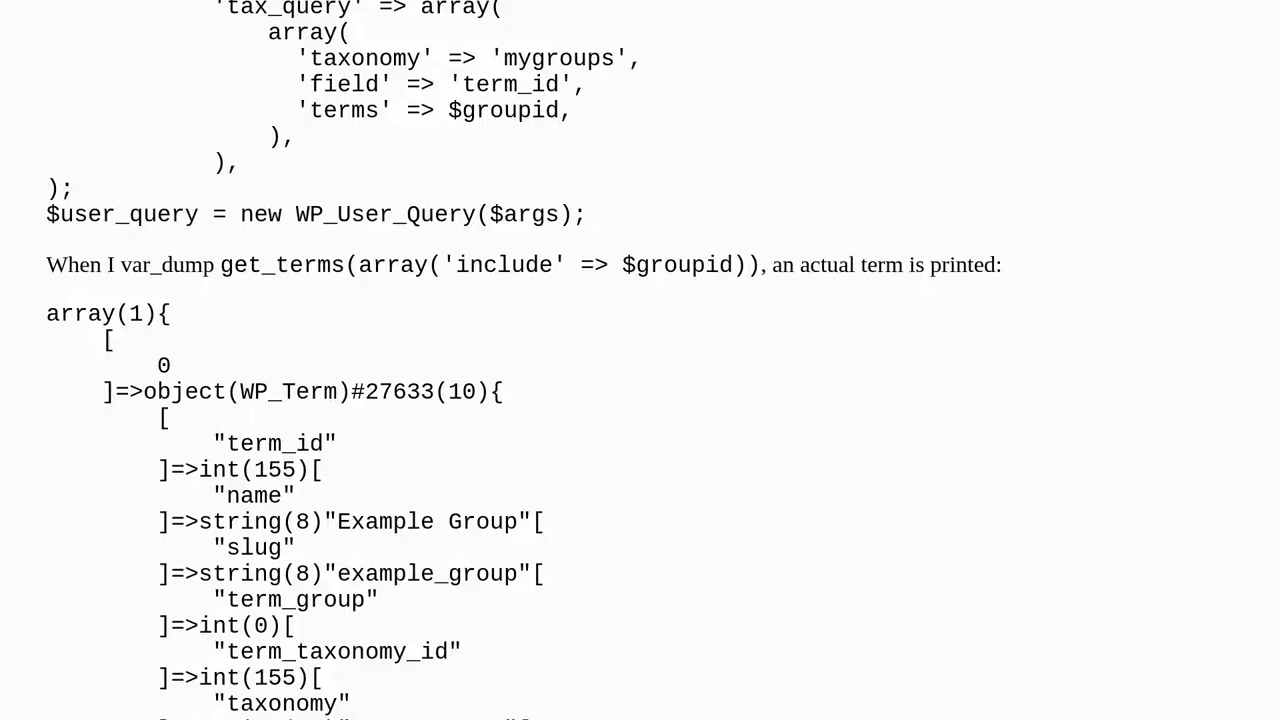 'tax_query' => array(
array(
'taxonomy' => 'mygroups',
'field' => 'term_id',
'terms' => $groupid,
),
),
);
$user_query = new WP_User_Query($args);
When I var_dump get_terms(array('include' => $groupid)), an actual term is printed:
array(1){
[
0
]=>object(WP_Term)#27633(10){
[
"term_id"
]=>int(155)[
"name"
]=>string(8)"Example Group"[
"slug"
]=>string(8)"example_group"[
"term_group"
]=>int(0)[
"term_taxonomy_id"
]=>int(155)[
"taxonomy"